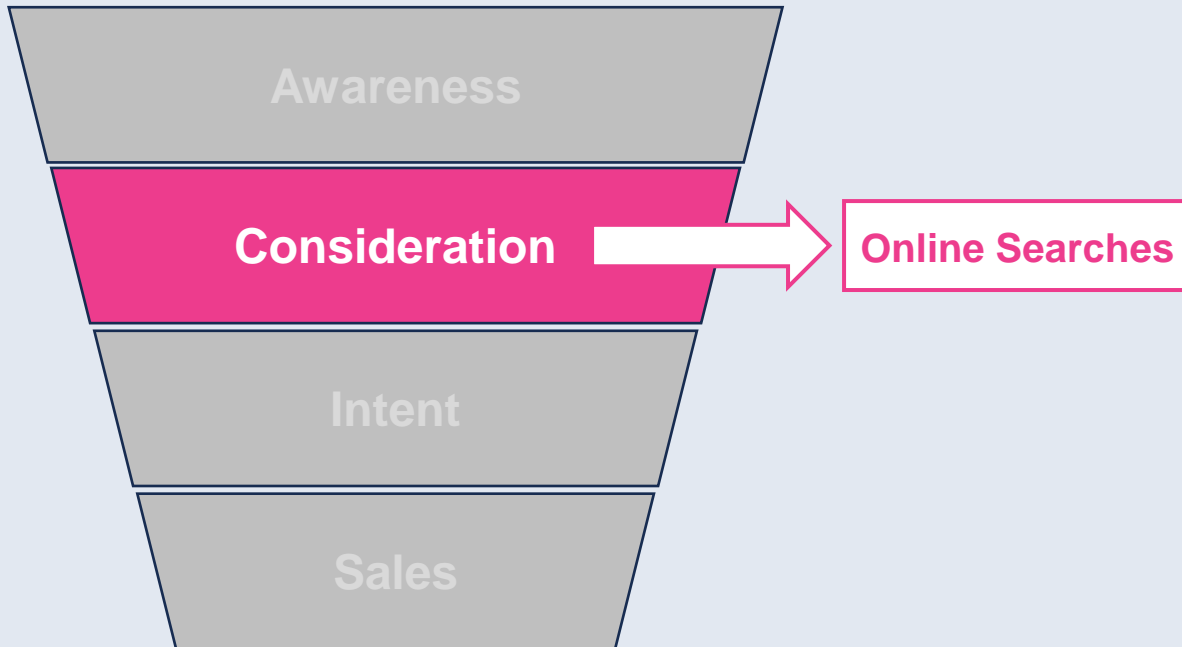 Awareness
Consideration
Online Searches
Intent
Sales